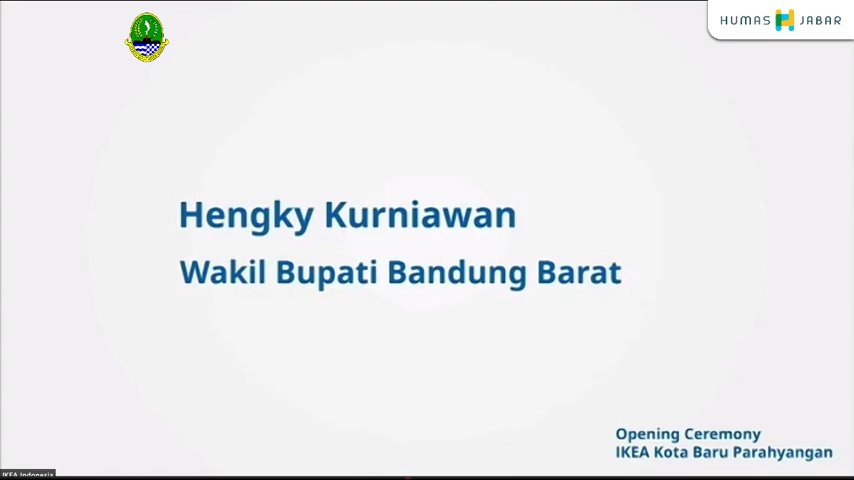 HUMAS JABAR
Hengky Kurniawan
Wakil Bupati Bandung Barat
Opening Ceremony
IKEA Kota Baru Parahyangan
IKEA Indonesia